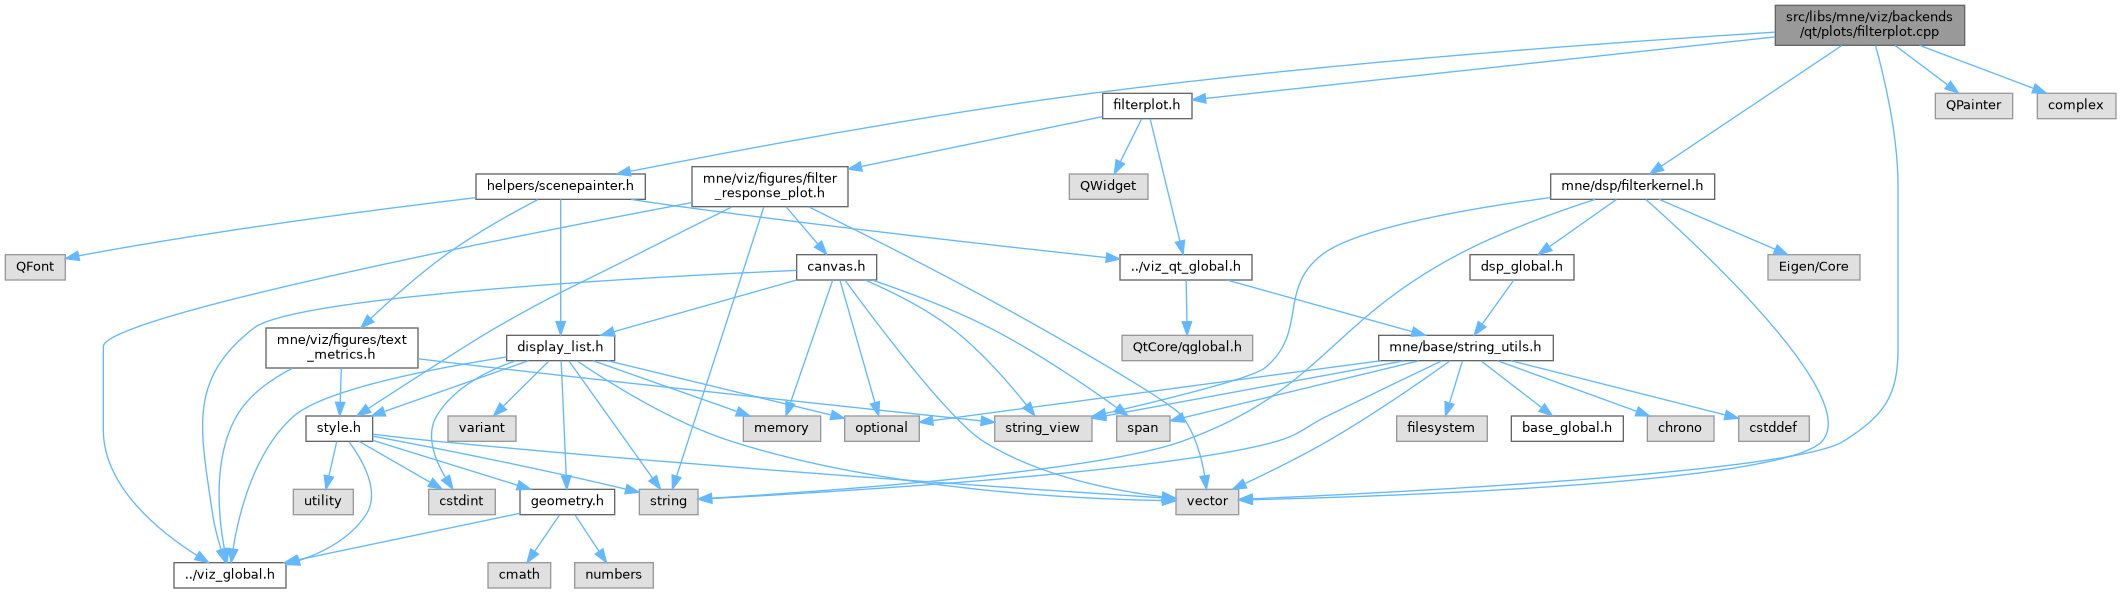 src/libs/mne/viz/backends
/qt/plots/filterplot.cpp
filterplot.h
QPainter
complex
helpers/scenepainter.h
mne/viz/figures/filter
_response_plot.h
QWidget
mne/dsp/filterkernel.h
QFont
canvas.h
../viz_qt_global.h
dsp_global.h
Eigen/Core
mne/viz/figures/text
_metrics.h
display_list.h
QtCore/qglobal.h
mne/base/string_utils.h
style.h
variant
memory
optional
string_view
span
filesystem
base_global.h
chrono
cstddef
utility
cstdint
geometry.h
string
vector
../viz_global.h
cmath
numbers